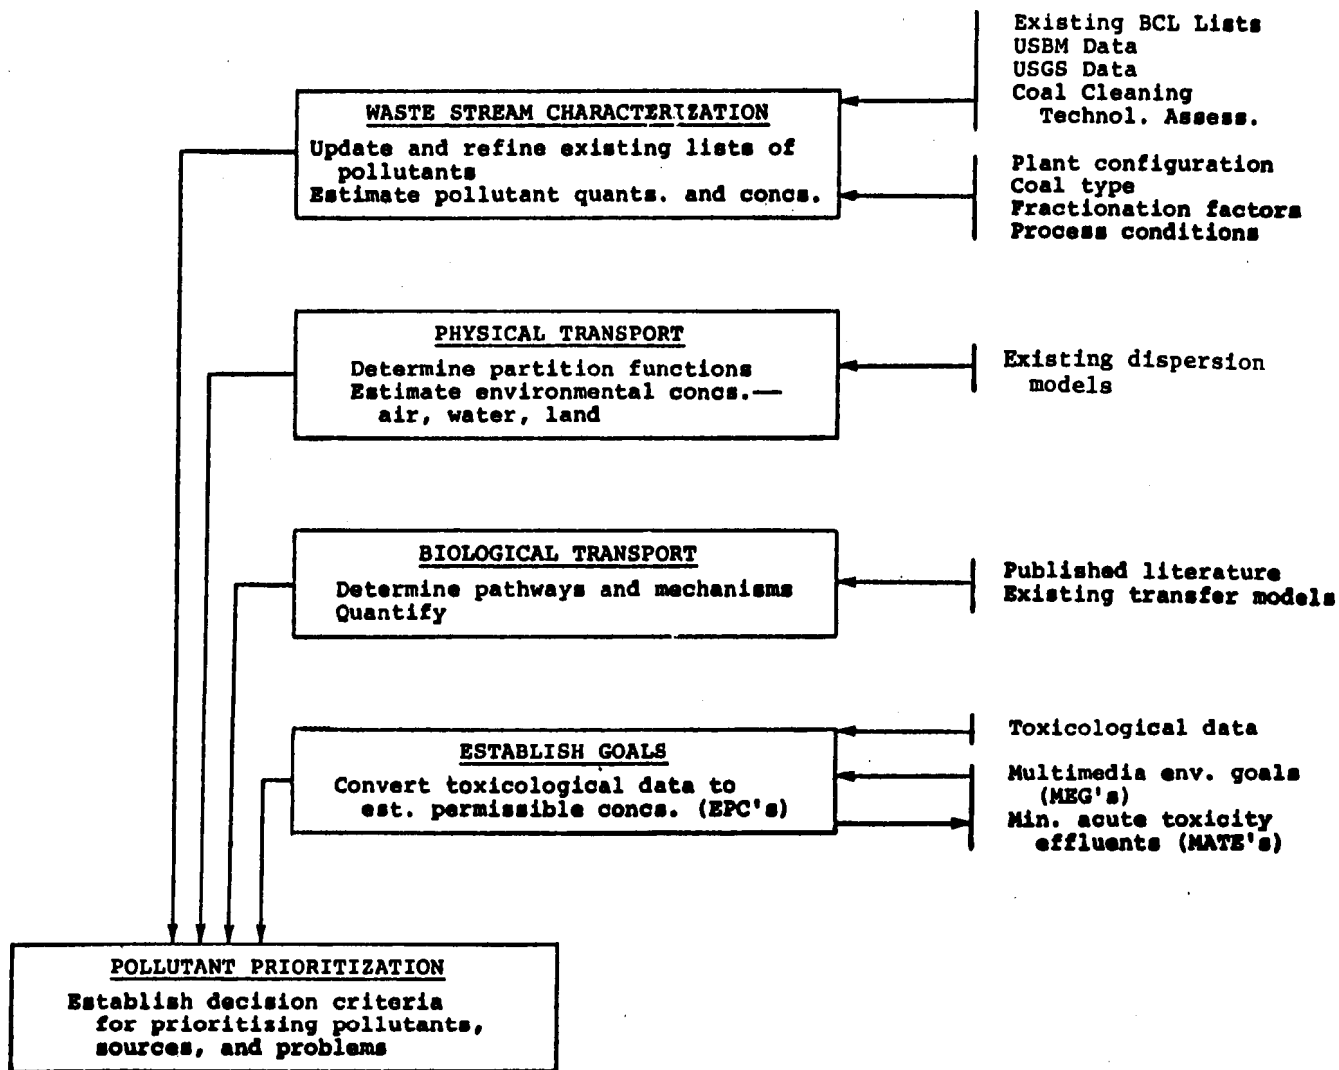 Existing BCL Lists
USBM Data
USGS Data
Coal Cleaning
Technol. Assess.
WASTE STREAM CHARACTERIZATION
Update and refine existing lists of
pollutants
Estimate pollutant quants. and concs.
Plant configuration
Coal type
Fractionation factors
Process conditions
PHYSICAL TRANSPORT
Determine partition functions
Estimate environmental concs.—
air, water, land
Existing dispersion
models
BIOLOGICAL TRANSPORT
Determine pathways and mechanisms
Quantify
Published literature
Existing transfer models
ESTABLISH GOALS
Convert toxicological data to
est. permissible concs. (EPC's)
Toxicological data
Multimedia env. goals
(MEG's)
Min. acute toxicity
effluents (MATE's)
POLLUTANT PRIORITIZATION
Establish decision criteria
for prioritizing pollutants,
sources, and problems